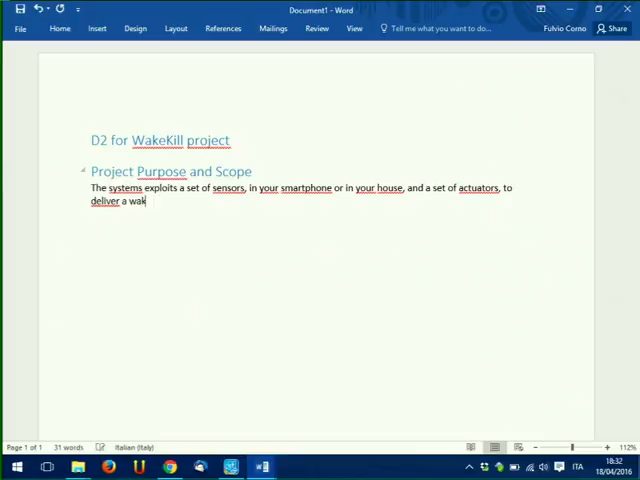 Document1 - Word
File Home Insert Design Layout References Mailings Review View Tell me what you want to do... Fulvio Corno Share
D2 for WakeKill project
Project Purpose and Scope
The systems exploits a set of sensors, in your smartphone or in your house, and a set of actuators, to
deliver a wak
Page 1 of 1 31 words Italian (Italy) 112%
ITA 18:32
18/04/2016